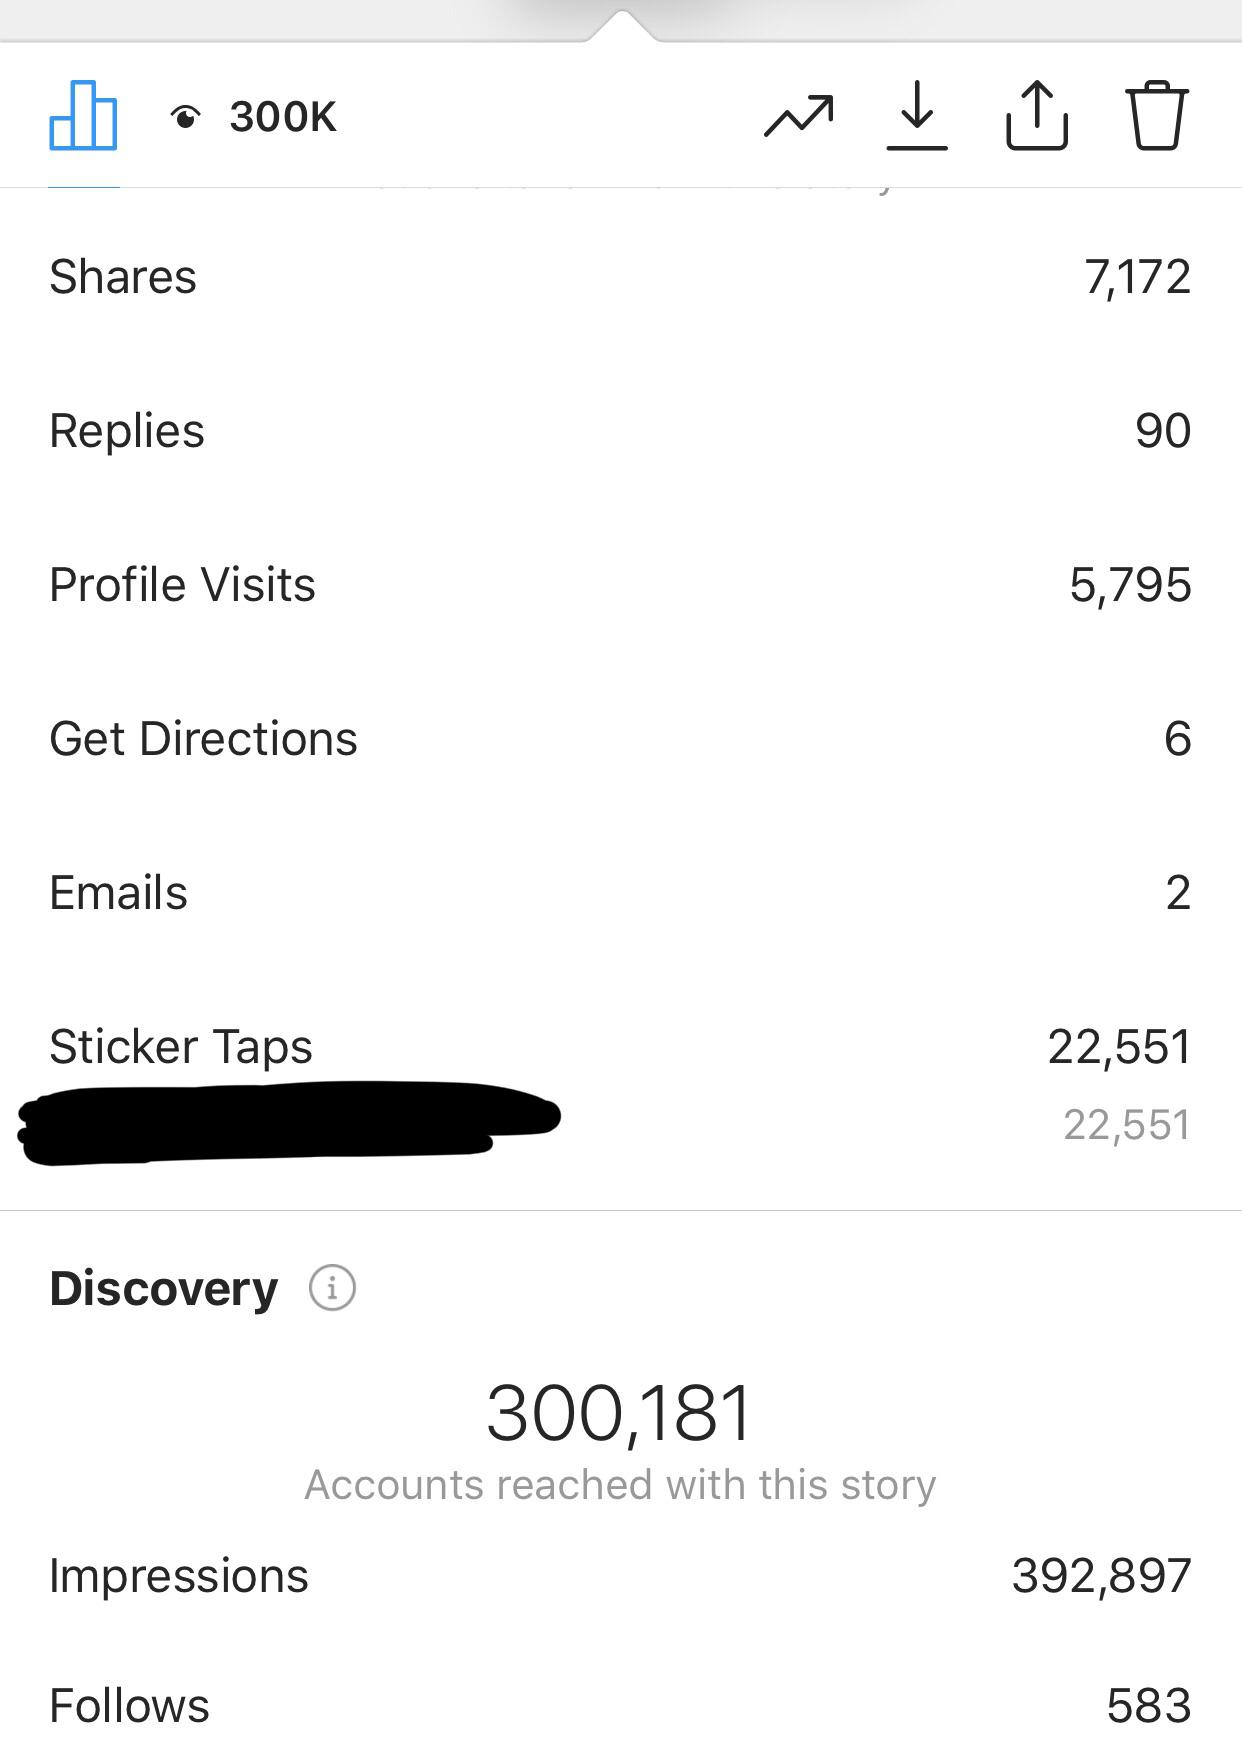 300K
Shares 7,172
Replies 90
Profile Visits 5,795
Get Directions 6
Emails 2
Sticker Taps 22,551
22,551
Discovery
300,181
Accounts reached with this story
Impressions 392,897
Follows 583